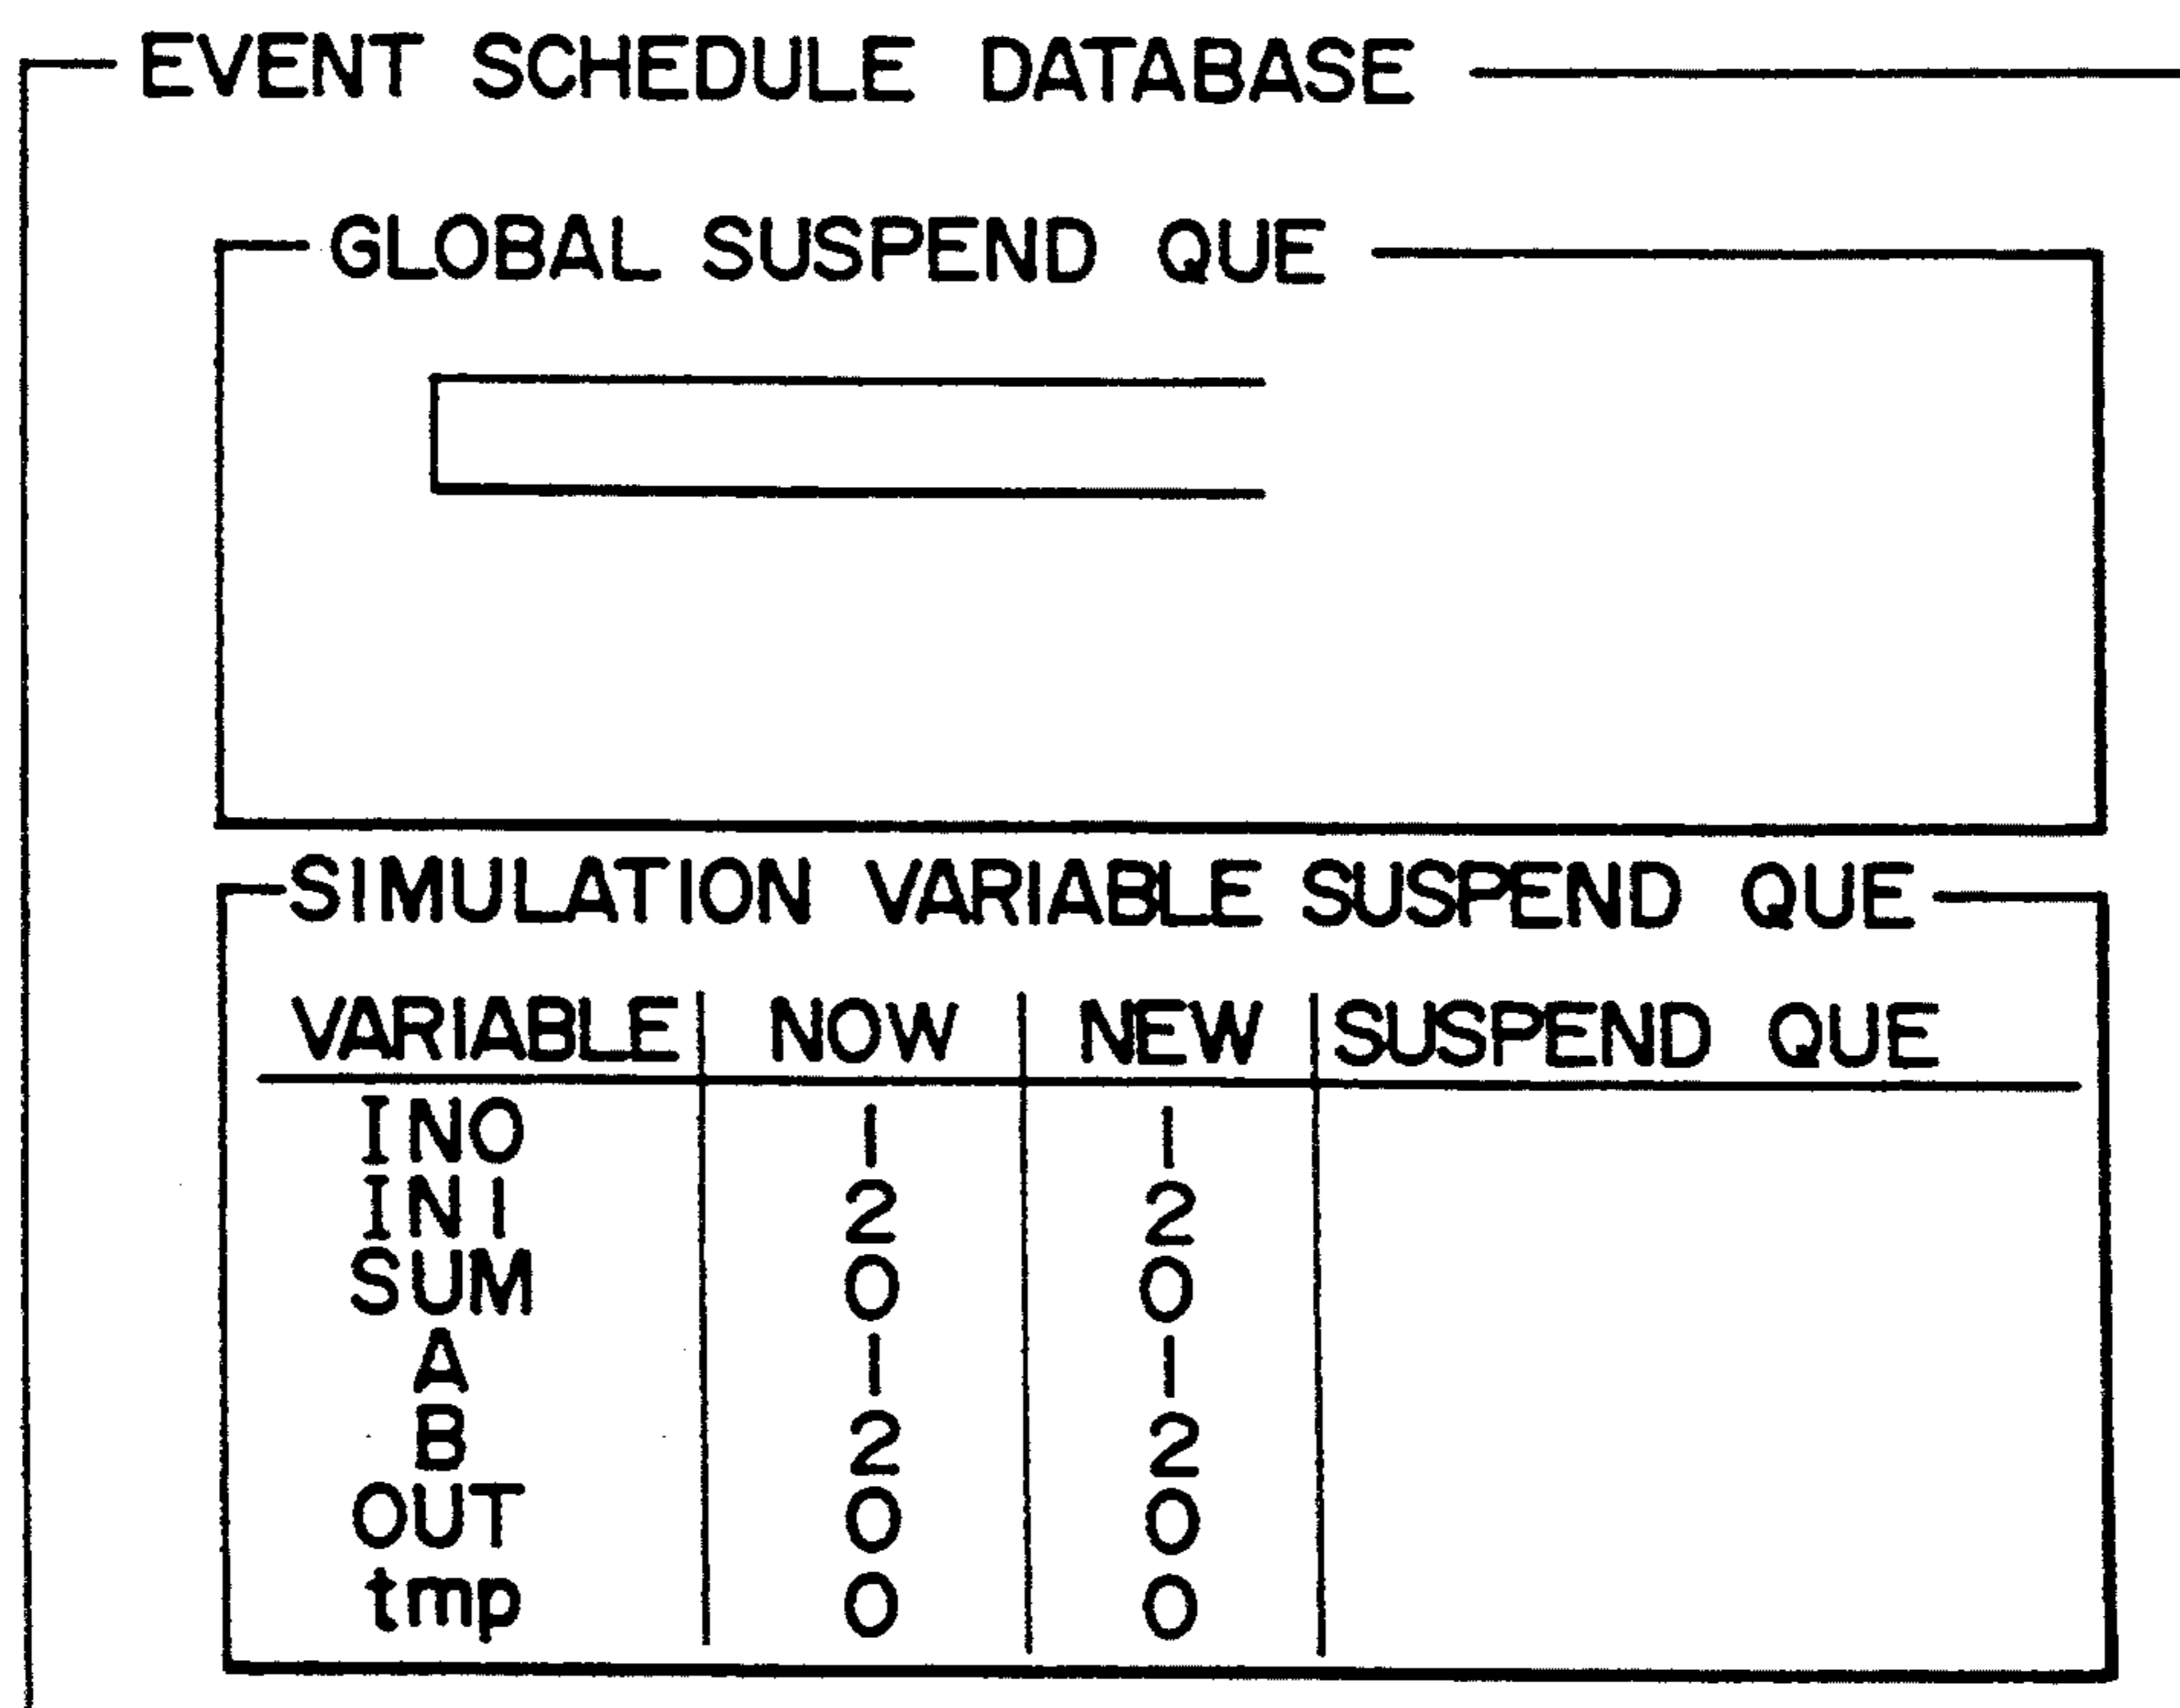 EVENT SCHEDULE DATABASE
GLOBAL SUSPEND QUE
SIMULATION VARIABLE SUSPEND QUE
VARIABLE NOW NEW SUSPEND QUE
IN0 1 1
IN1 2 2
SUM 0 0
A 1 1
B 2 2
OUT 0 0
tmp 0 0